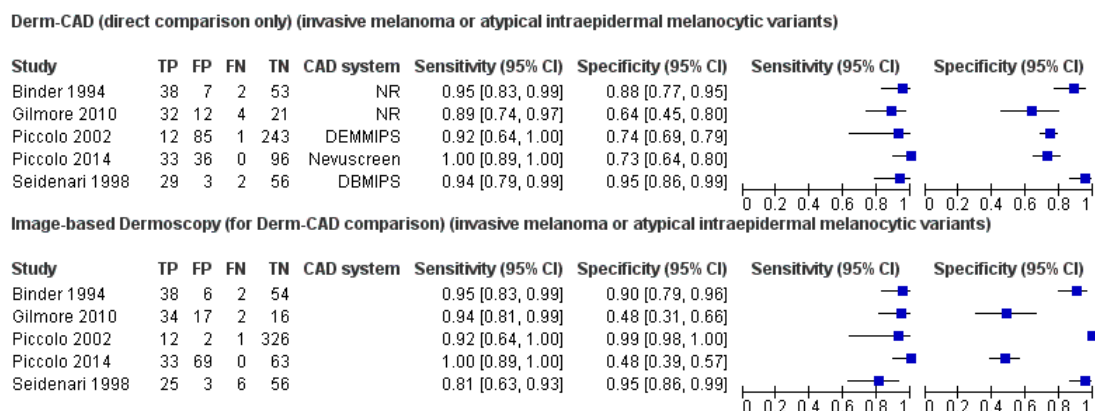 Derm-CAD (direct comparison only) (invasive melanoma or atypical intraepidermal melanocytic variants)
Study TP FP FN TN CAD system Sensitivity (95% CI) Specificity (95% CI) Sensitivity (95% CI) Specificity (95% CI)
Binder 1994 38 7 2 53 NR 0.95 [0.83, 0.99] 0.88 [0.77, 0.95]
Gilmore 2010 32 12 4 21 NR 0.89 [0.74, 0.97] 0.64 [0.45, 0.80]
Piccolo 2002 12 85 1 243 DEMMIPS 0.92 [0.64, 1.00] 0.74 [0.69, 0.79]
Piccolo 2014 33 36 0 96 Nevuscreen 1.00 [0.89, 1.00] 0.73 [0.64, 0.80]
Seidenari 1998 29 3 2 56 DBMIPS 0.94 [0.79, 0.99] 0.95 [0.86, 0.99]
0 0.2 0.4 0.6 0.8 1 0 0.2 0.4 0.6 0.8 1
Image-based Dermoscopy (for Derm-CAD comparison) (invasive melanoma or atypical intraepidermal melanocytic variants)
Study TP FP FN TN CAD system Sensitivity (95% CI) Specificity (95% CI) Sensitivity (95% CI) Specificity (95% CI)
Binder 1994 38 6 2 54 0.95 [0.83, 0.99] 0.90 [0.79, 0.96]
Gilmore 2010 34 17 2 16 0.94 [0.81, 0.99] 0.48 [0.31, 0.66]
Piccolo 2002 12 2 1 326 0.92 [0.64, 1.00] 0.99 [0.98, 1.00]
Piccolo 2014 33 69 0 63 1.00 [0.89, 1.00] 0.48 [0.39, 0.57]
Seidenari 1998 25 3 6 56 0.81 [0.63, 0.93] 0.95 [0.86, 0.99]
0 0.2 0.4 0.6 0.8 1 0 0.2 0.4 0.6 0.8 1